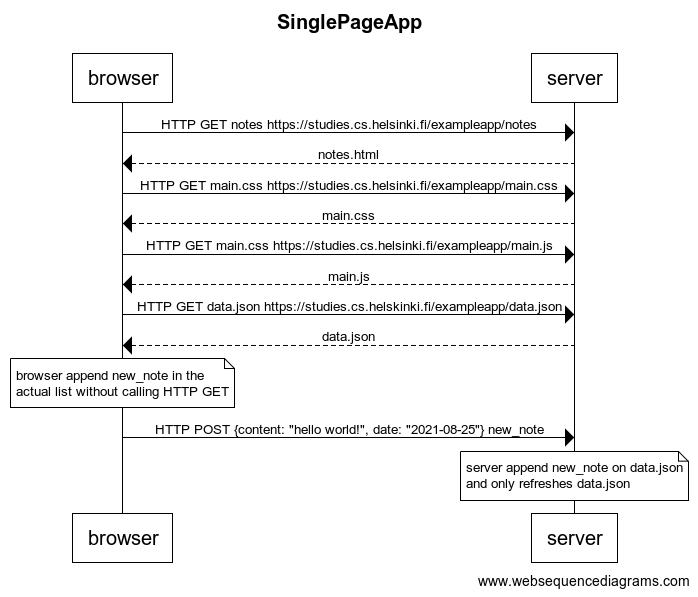 SinglePageApp
browser
server
HTTP GET notes https://studies.cs.helsinki.fi/exampleapp/notes
notes.html
HTTP GET main.css https://studies.cs.helsinki.fi/exampleapp/main.css
main.css
HTTP GET main.css https://studies.cs.helsinki.fi/exampleapp/main.js
main.js
HTTP GET data.json https://studies.cs.helskinki.fi/exampleapp/data.json
data.json
browser append new_note in the
actual list without calling HTTP GET
HTTP POST {content: "hello world!", date: "2021-08-25"} new_note
server append new_note on data.json
and only refreshes data.json
browser
server
www.websequencediagrams.com